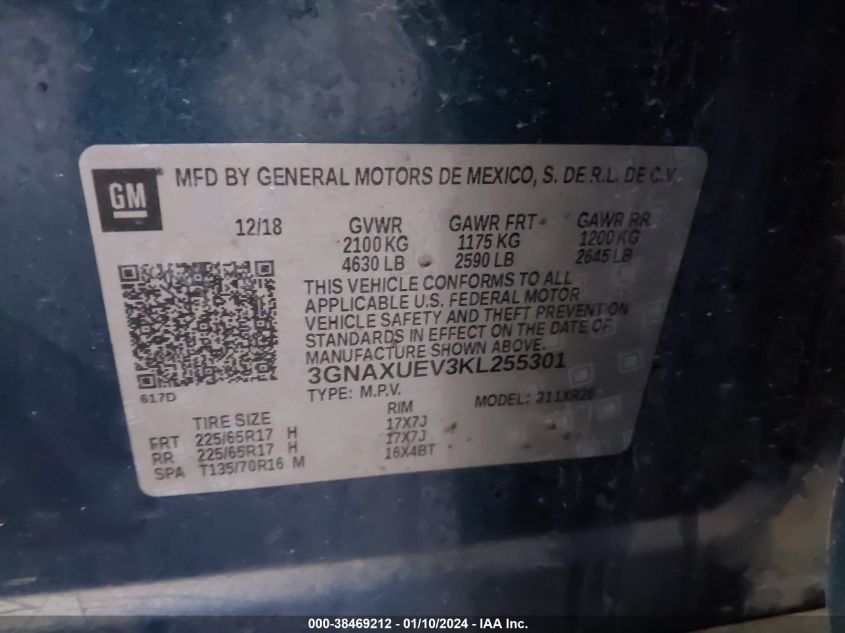 GM
MFD BY GENERAL MOTORS DE MEXICO, S. DE R.L. DE C.V.
12/18 GVWR GAWR FRT GAWR RR
2100 KG 1175 KG 1200 KG
4630 LB 2590 LB 2645 LB
THIS VEHICLE CONFORMS TO ALL
APPLICABLE U.S. FEDERAL MOTOR
VEHICLE SAFETY AND THEFT PREVENTION
STANDARDS IN EFFECT ON THE DATE OF
MANUFACTURE SHOWN ABOVE.
3GNAXUEV3KL255301
617D TYPE: M.P.V. MODEL: 311XR26
TIRE SIZE RIM
FRT 225/65R17 H 17X7J
RR 225/65R17 H 17X7J
SPA T135/70R16 M 16X4BT
000-38469212 - 01/10/2024 - IAA Inc.